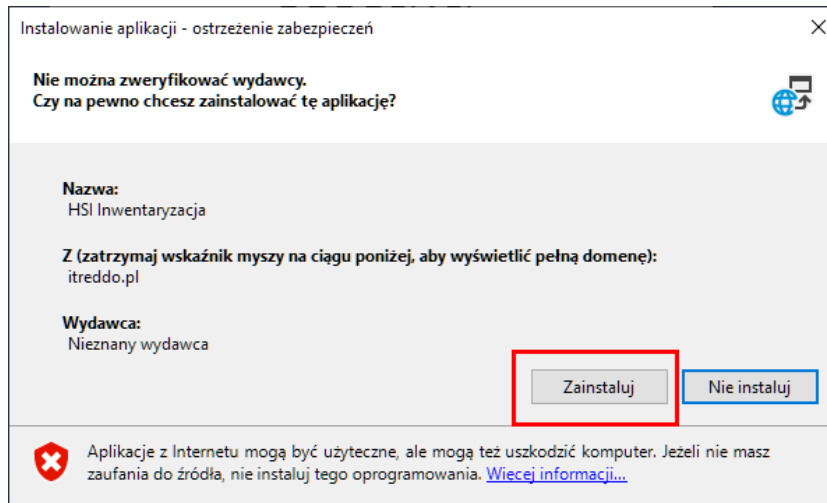 Instalowanie aplikacji - ostrzeżenie zabezpieczeń
Nie można zweryfikować wydawcy.
Czy na pewno chcesz zainstalować tę aplikację?
Nazwa:
HSI Inwentaryzacja
Z (zatrzymaj wskaźnik myszy na ciągu poniżej, aby wyświetlić pełną domenę):
itreddo.pl
Wydawca:
Nieznany wydawca
Zainstaluj
Nie instaluj
Aplikacje z Internetu mogą być użyteczne, ale mogą też uszkodzić komputer. Jeżeli nie masz
zaufania do źródła, nie instaluj tego oprogramowania. Więcej informacji...